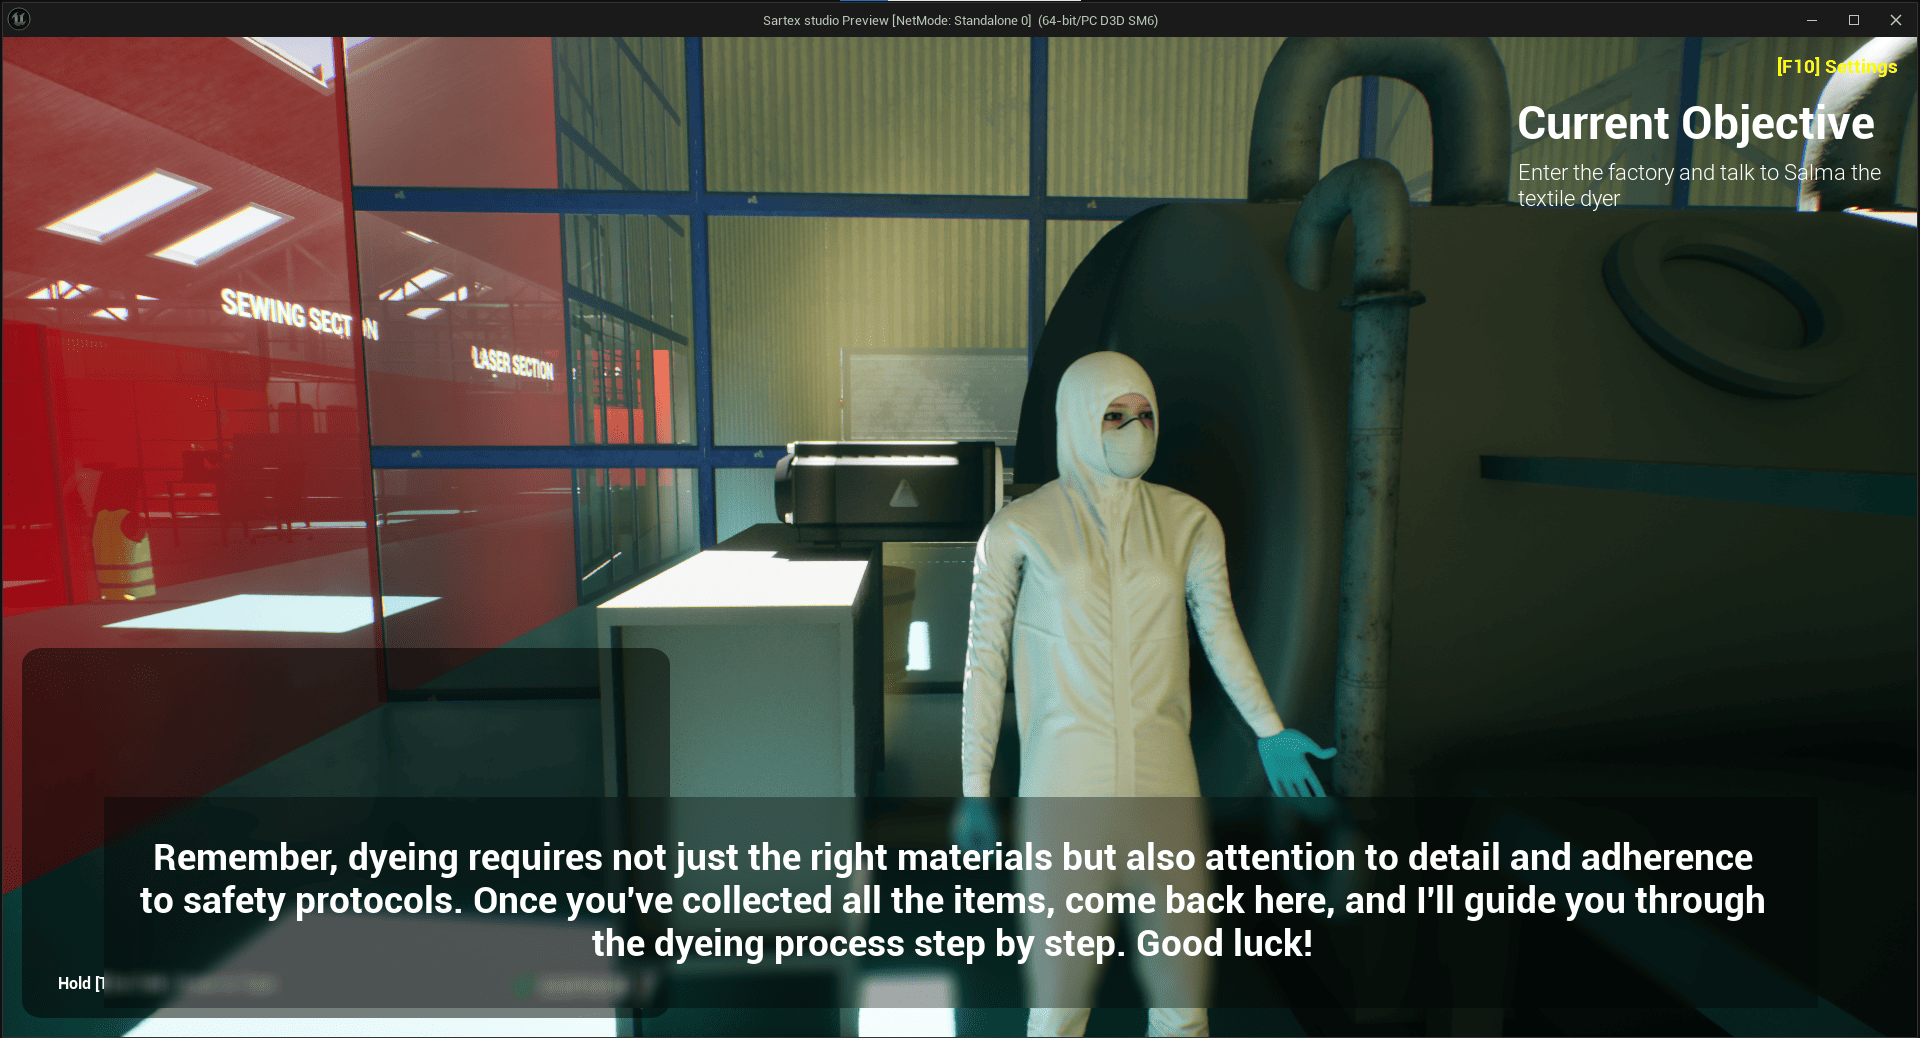 Sartex studio Preview [NetMode: Standalone 0] (64-bit/PC D3D SM6)
[F10] Settings
Current Objective
Enter the factory and talk to Salma the
textile dyer
SEWING SECTION
LASER SECTION
Remember, dyeing requires not just the right materials but also attention to detail and adherence
to safety protocols. Once you've collected all the items, come back here, and I'll guide you through
the dyeing process step by step. Good luck!
Hold